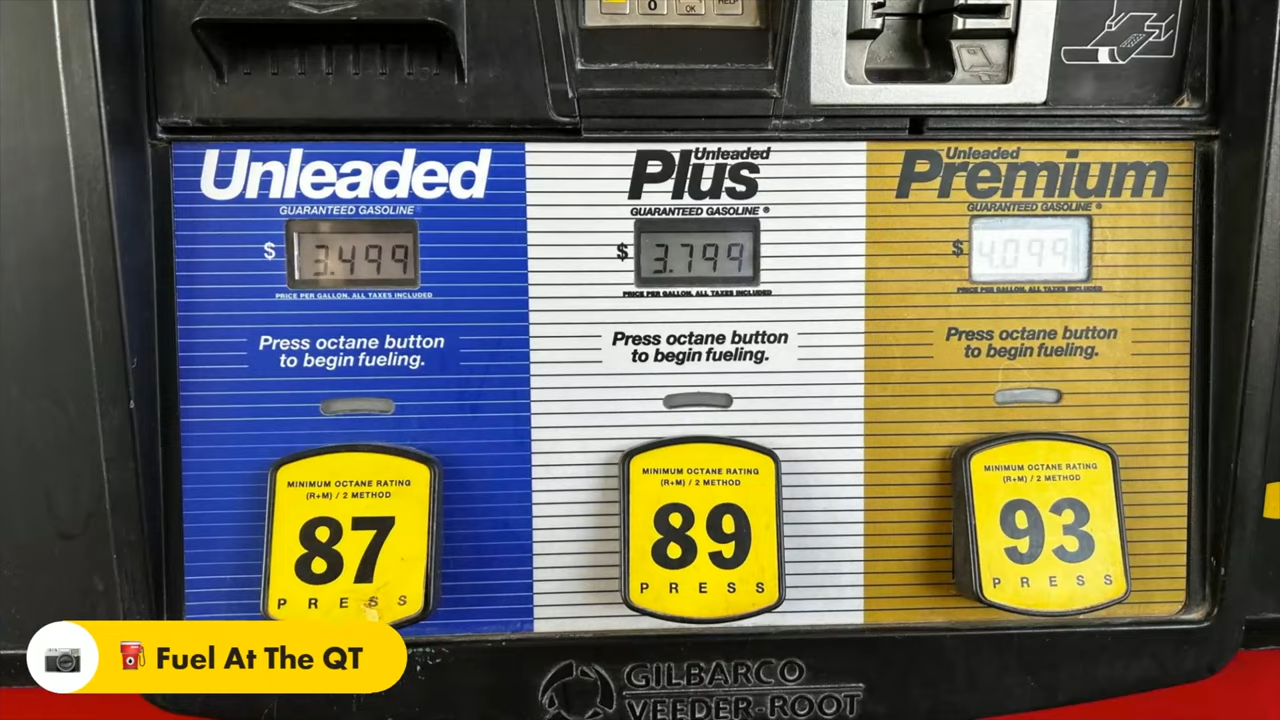 0
OK
HELP
Unleaded
GUARANTEED GASOLINE®
$ 3.499
PRICE PER GALLON, ALL TAXES INCLUDED
Press octane button
to begin fueling.
MINIMUM OCTANE RATING
(R+M) / 2 METHOD
87
PRESS
Unleaded
Plus
GUARANTEED GASOLINE ®
$ 3.799
PRICE PER GALLON, ALL TAXES INCLUDED
Press octane button
to begin fueling.
MINIMUM OCTANE RATING
(R+M) / 2 METHOD
89
PRESS
Unleaded
Premium
GUARANTEED GASOLINE ®
$ 4.099
PRICE PER GALLON, ALL TAXES INCLUDED
Press octane button
to begin fueling.
MINIMUM OCTANE RATING
(R+M) / 2 METHOD
93
PRESS
Fuel At The QT
GILBARCO
VEEDER-ROOT